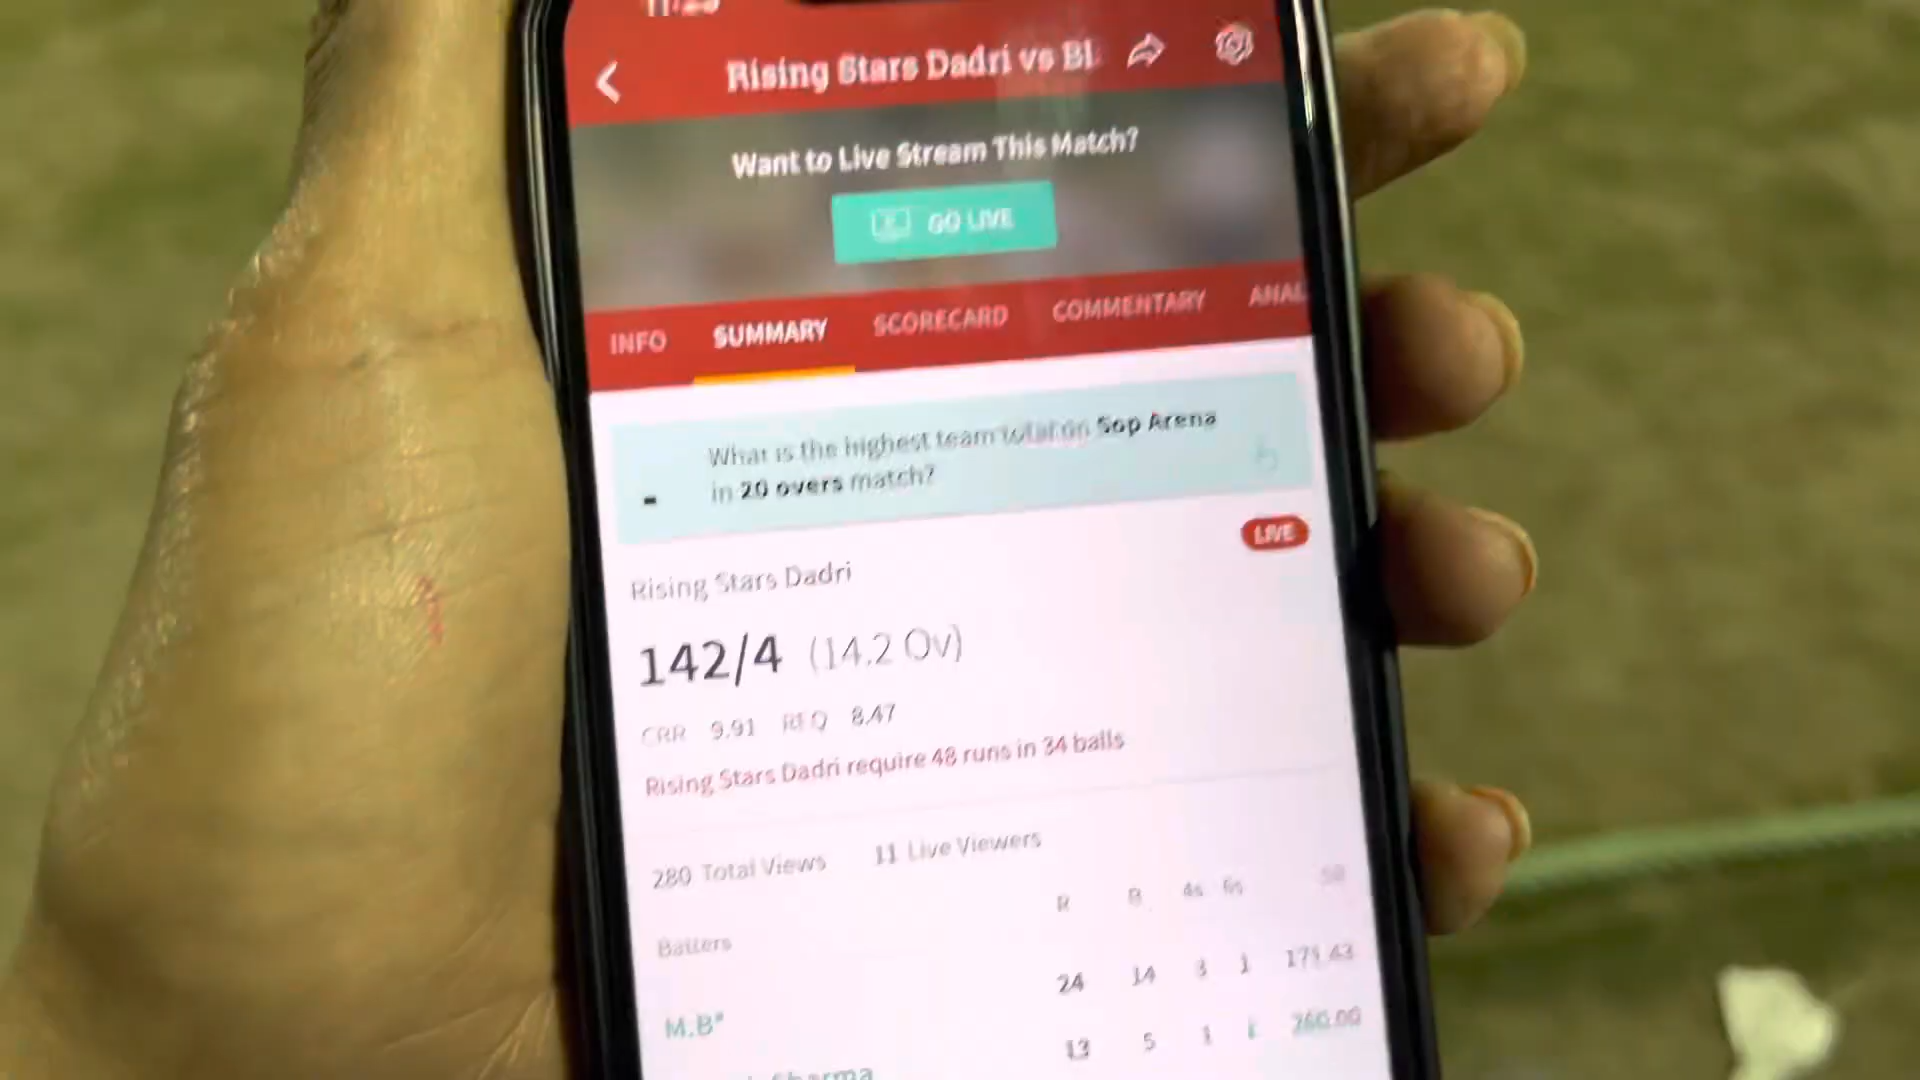 Rising Stars Dadri vs Bl
Want to Live Stream This Match?
GO LIVE
INFO SUMMARY SCORECARD COMMENTARY ANAL
What is the highest team total on Sop Arena
in 20 overs match?
-
LIVE
Rising Stars Dadri
142/4 (14.2 Ov)
CRR 9.91 REQ 8.47
Rising Stars Dadri require 48 runs in 34 balls
280 Total Views 11 Live Viewers
Batters R B 4s 6s SR
M.B* 24 14 3 1 171.43
Sharma 13 5 1 1 260.00